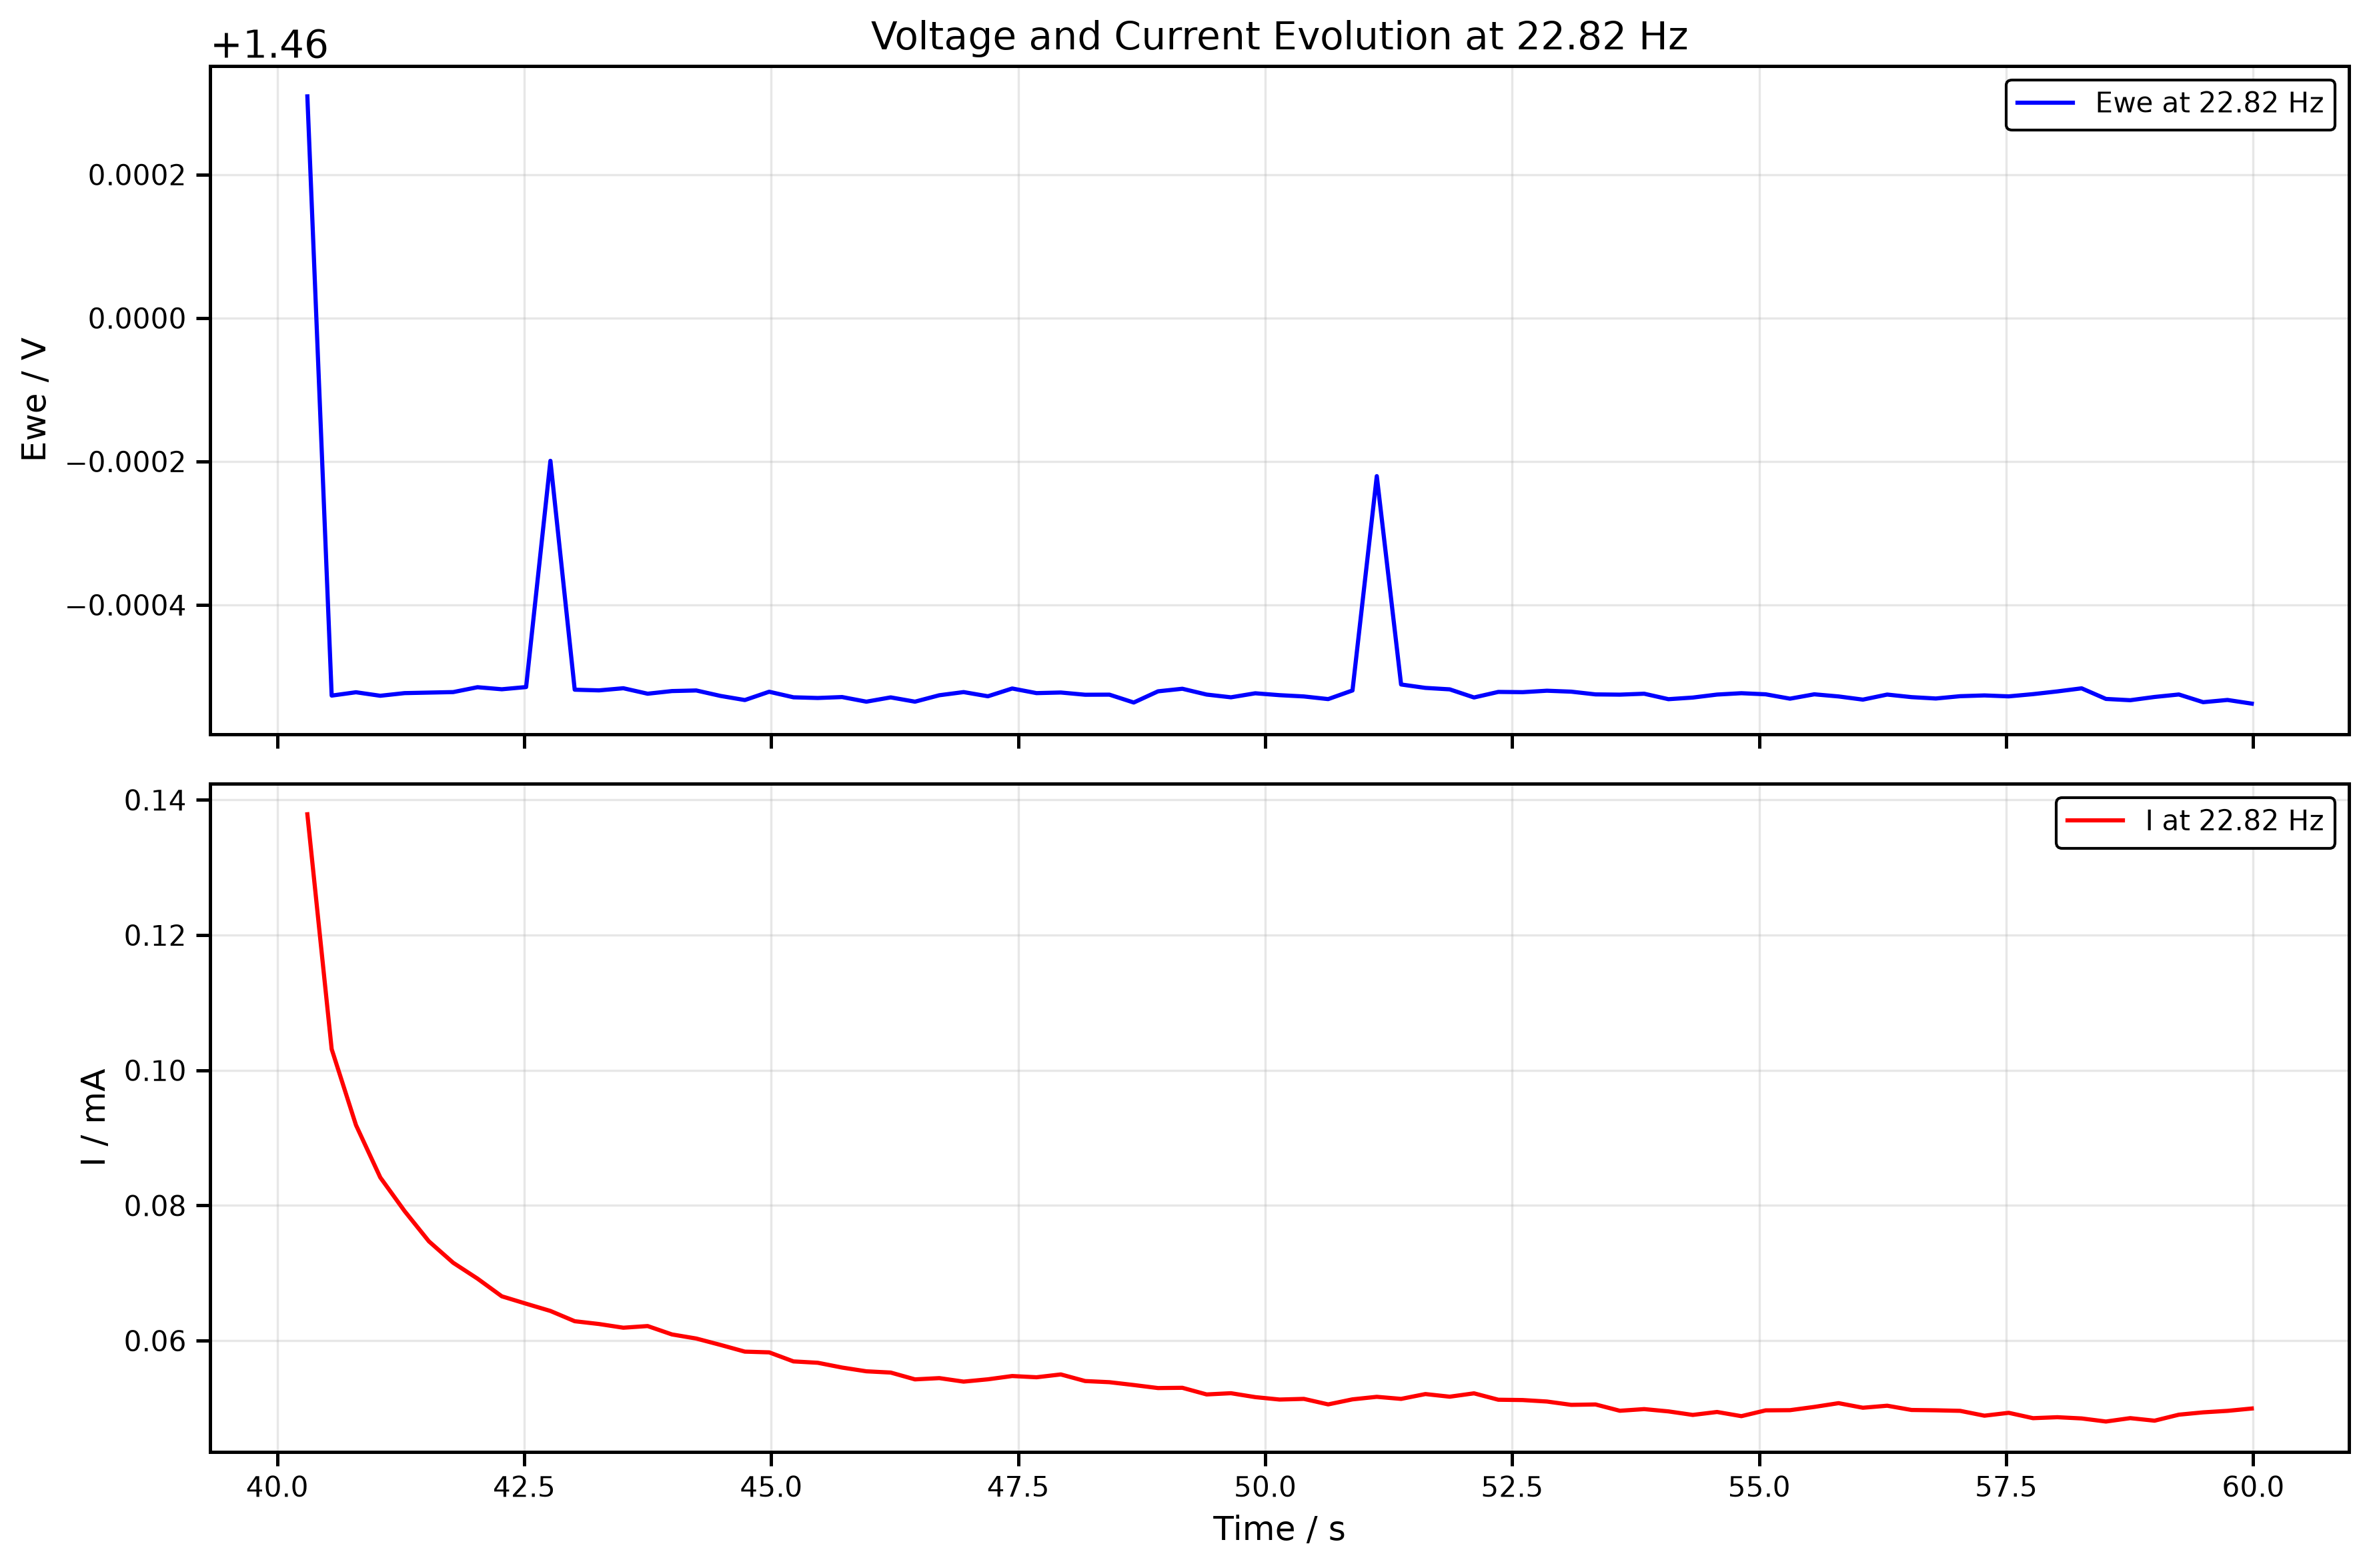 Voltage and Current Evolution at 22.82 Hz
+1.46
Ewe at 22.82 Hz
Ewe / V
0.0002
0.0000
−0.0002
−0.0004
I at 22.82 Hz
I / mA
0.14
0.12
0.10
0.08
0.06
40.0 42.5 45.0 47.5 50.0 52.5 55.0 57.5 60.0
Time / s